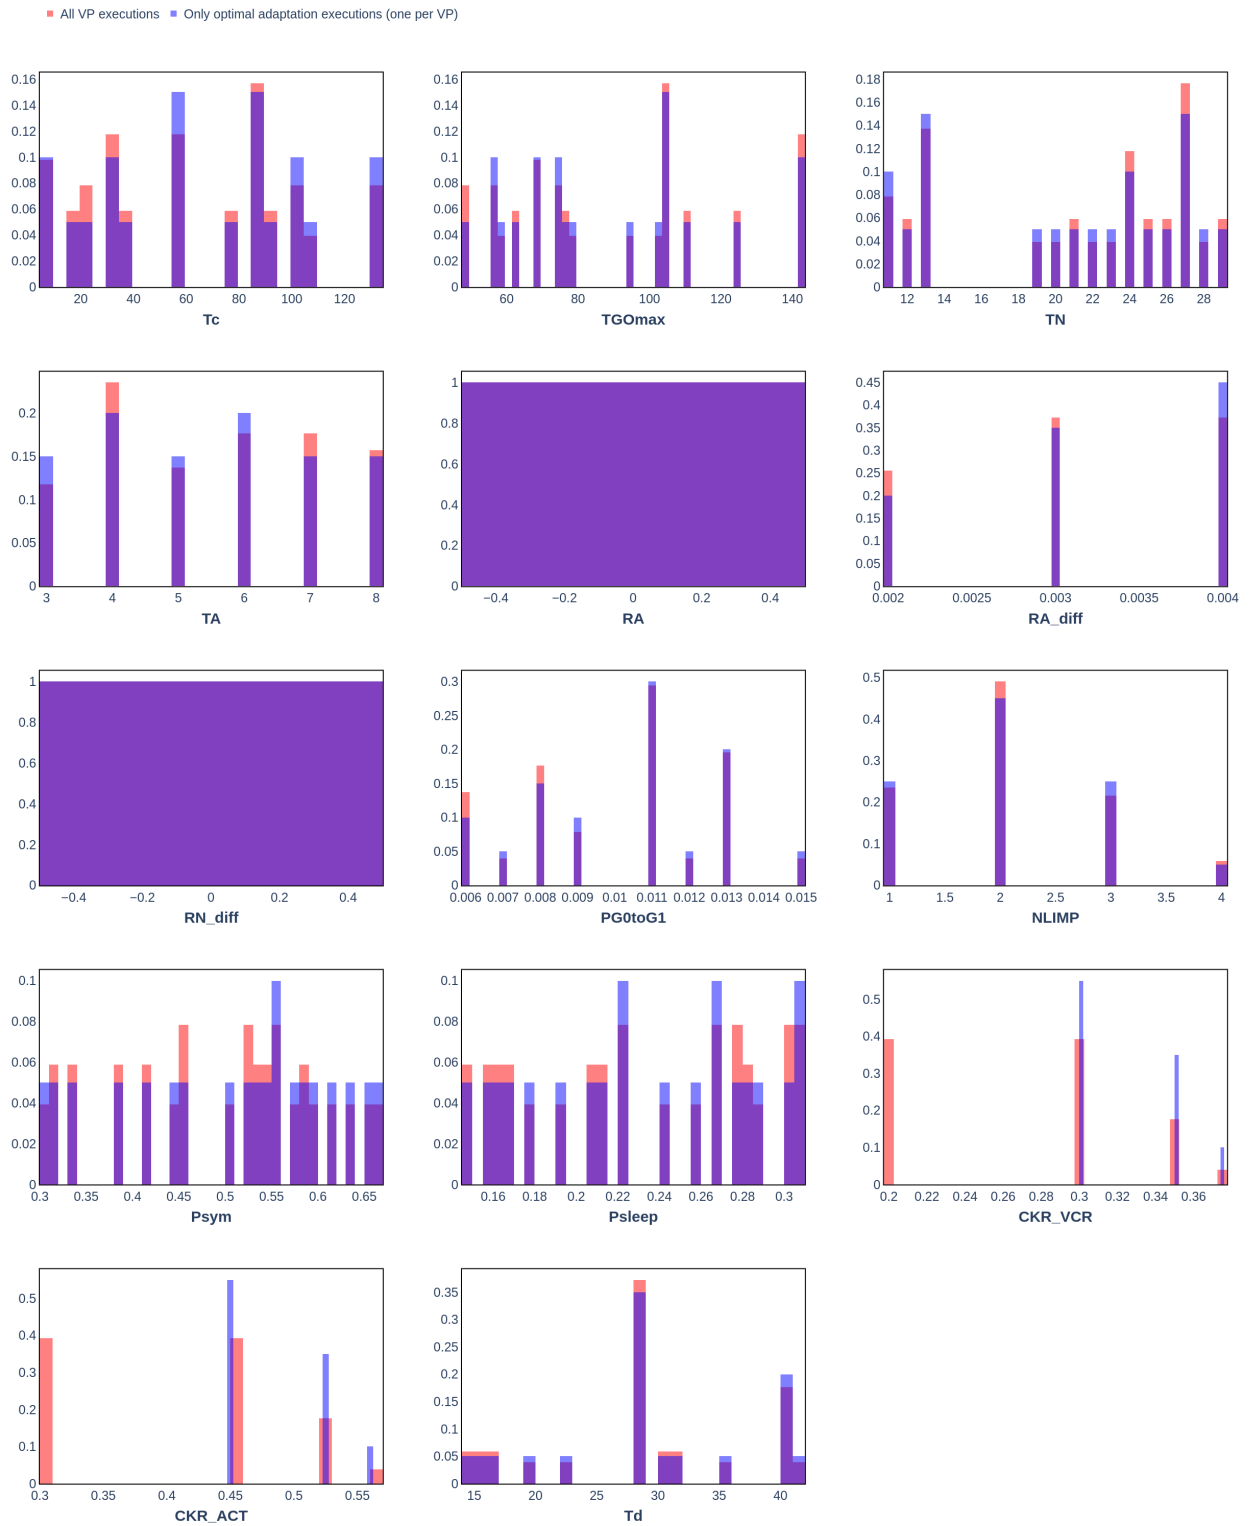 All VP executions Only optimal adaptation executions (one per VP)
0.16 0.14 0.12 0.1 0.08 0.06 0.04 0.02 0
20 40 60 80 100 120
Tc
0.16 0.14 0.12 0.1 0.08 0.06 0.04 0.02 0
60 80 100 120 140
TGOmax
0.18 0.16 0.14 0.12 0.1 0.08 0.06 0.04 0.02 0
12 14 16 18 20 22 24 26 28
TN
0.2 0.15 0.1 0.05 0
3 4 5 6 7 8
TA
1 0.8 0.6 0.4 0.2 0
−0.4 −0.2 0 0.2 0.4
RA
0.45 0.4 0.35 0.3 0.25 0.2 0.15 0.1 0.05 0
0.002 0.0025 0.003 0.0035 0.004
RA_diff
1 0.8 0.6 0.4 0.2 0
−0.4 −0.2 0 0.2 0.4
RN_diff
0.3 0.25 0.2 0.15 0.1 0.05 0
0.006 0.007 0.008 0.009 0.01 0.011 0.012 0.013 0.014 0.015
PG0toG1
0.5 0.4 0.3 0.2 0.1 0
1 1.5 2 2.5 3 3.5 4
NLIMP
0.1 0.08 0.06 0.04 0.02 0
0.3 0.35 0.4 0.45 0.5 0.55 0.6 0.65
Psym
0.1 0.08 0.06 0.04 0.02 0
0.16 0.18 0.2 0.22 0.24 0.26 0.28 0.3
Psleep
0.5 0.4 0.3 0.2 0.1 0
0.2 0.22 0.24 0.26 0.28 0.3 0.32 0.34 0.36
CKR_VCR
0.5 0.4 0.3 0.2 0.1 0
0.3 0.35 0.4 0.45 0.5 0.55
CKR_ACT
0.35 0.3 0.25 0.2 0.15 0.1 0.05 0
15 20 25 30 35 40
Td